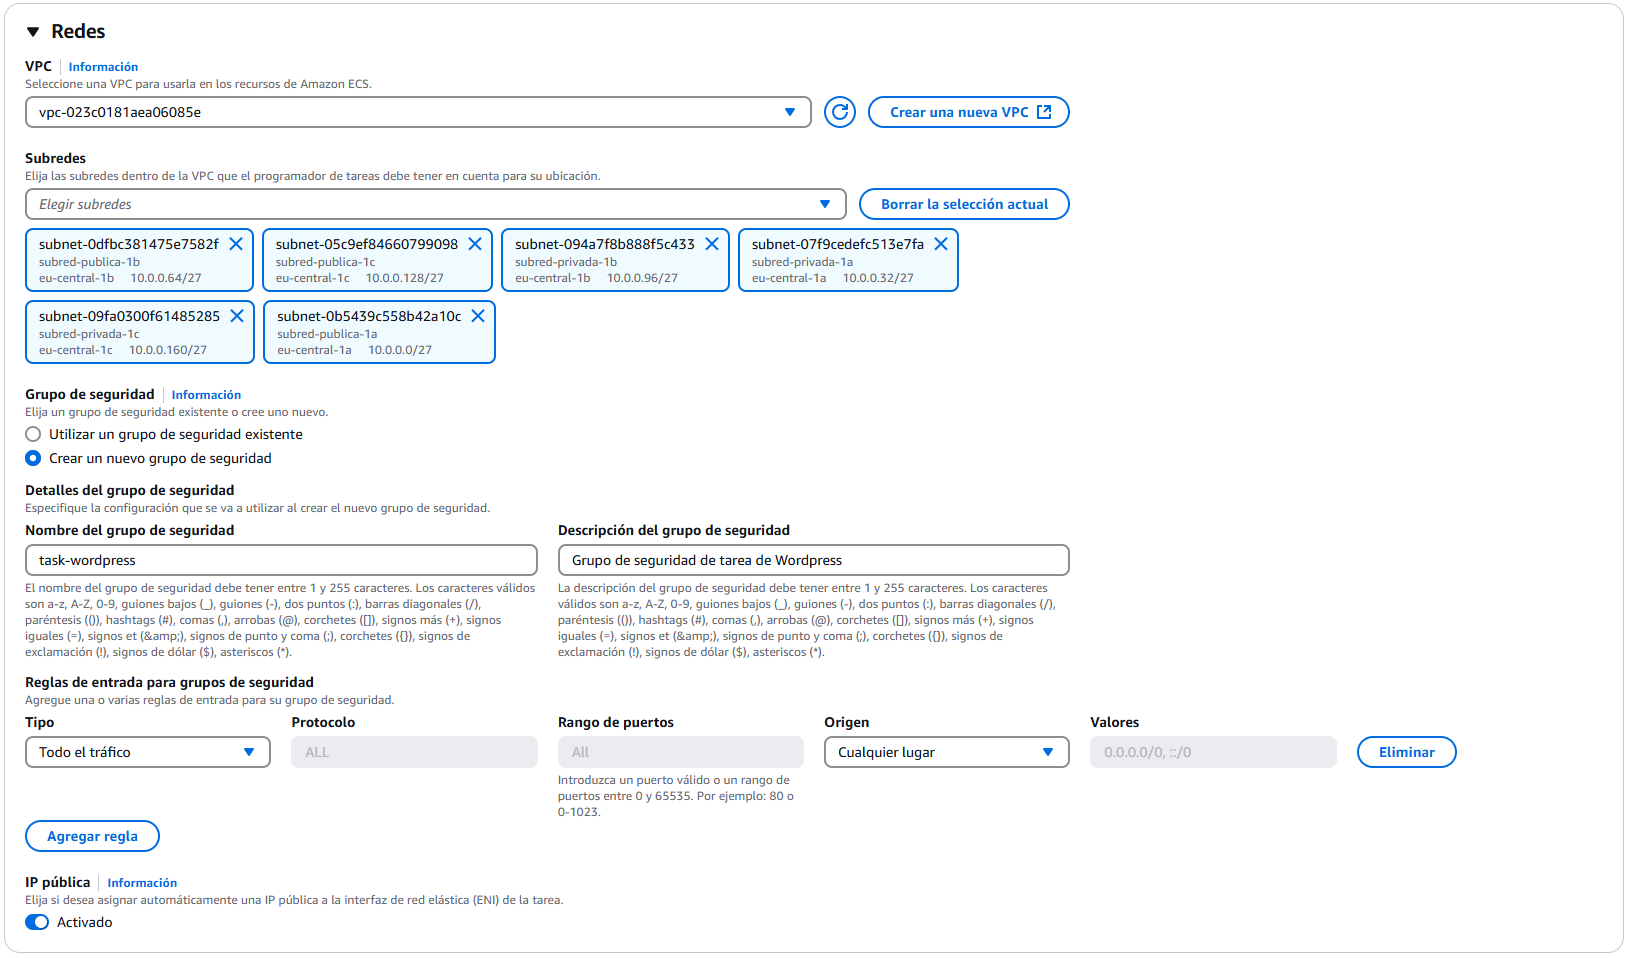 Redes
VPC Información
Seleccione una VPC para usarla en los recursos de Amazon ECS.
vpc-023c0181aea06085e
Crear una nueva VPC
Subredes
Elija las subredes dentro de la VPC que el programador de tareas debe tener en cuenta para su ubicación.
Elegir subredes
Borrar la selección actual
subnet-0dfbc381475e7582f
subred-publica-1b
eu-central-1b 10.0.0.64/27
subnet-05c9ef84660799098
subred-publica-1c
eu-central-1c 10.0.0.128/27
subnet-094a7f8b888f5c433
subred-privada-1b
eu-central-1b 10.0.0.96/27
subnet-07f9cedefc513e7fa
subred-privada-1a
eu-central-1a 10.0.0.32/27
subnet-09fa0300f61485285
subred-privada-1c
eu-central-1c 10.0.0.160/27
subnet-0b5439c558b42a10c
subred-publica-1a
eu-central-1a 10.0.0.0/27
Grupo de seguridad Información
Elija un grupo de seguridad existente o cree uno nuevo.
Utilizar un grupo de seguridad existente
Crear un nuevo grupo de seguridad
Detalles del grupo de seguridad
Especifique la configuración que se va a utilizar al crear el nuevo grupo de seguridad.
Nombre del grupo de seguridad
task-wordpress
El nombre del grupo de seguridad debe tener entre 1 y 255 caracteres. Los caracteres válidos
son a-z, A-Z, 0-9, guiones bajos (_), guiones (-), dos puntos (:), barras diagonales (/),
paréntesis (()), hashtags (#), comas (,), arrobas (@), corchetes ([]), signos más (+), signos
iguales (=), signos et (&amp;), signos de punto y coma (;), corchetes ({}), signos de
exclamación (!), signos de dólar ($), asteriscos (*).
Descripción del grupo de seguridad
Grupo de seguridad de tarea de Wordpress
La descripción del grupo de seguridad debe tener entre 1 y 255 caracteres. Los caracteres
válidos son a-z, A-Z, 0-9, guiones bajos (_), guiones (-), dos puntos (:), barras diagonales (/),
paréntesis (()), hashtags (#), comas (,), arrobas (@), corchetes ([]), signos más (+), signos
iguales (=), signos et (&amp;), signos de punto y coma (;), corchetes ({}), signos de
exclamación (!), signos de dólar ($), asteriscos (*).
Reglas de entrada para grupos de seguridad
Agregue una o varias reglas de entrada para su grupo de seguridad.
Tipo
Todo el tráfico
Protocolo
ALL
Rango de puertos
All
Introduzca un puerto válido o un rango de
puertos entre 0 y 65535. Por ejemplo: 80 o
0-1023.
Origen
Cualquier lugar
Valores
0.0.0.0/0, ::/0
Eliminar
Agregar regla
IP pública Información
Elija si desea asignar automáticamente una IP pública a la interfaz de red elástica (ENI) de la tarea.
Activado